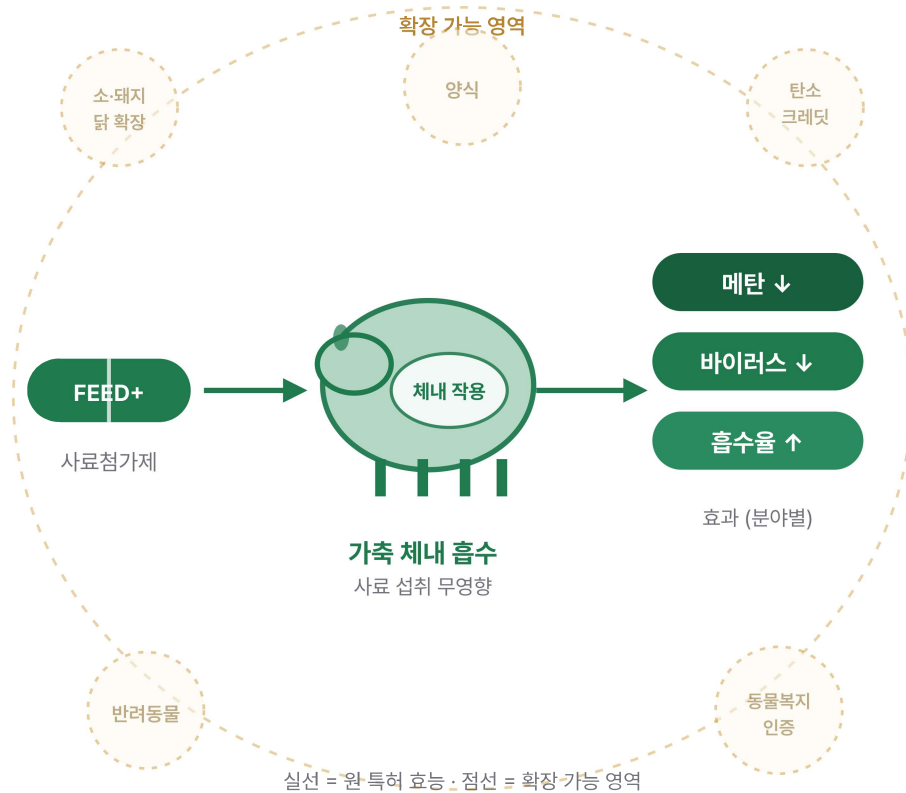 확장 가능 영역
소·돼지
닭 확장
양식
탄소
크레딧
메탄 ↓
바이러스 ↓
흡수율 ↑
효과 (분야별)
FEED+
사료첨가제
체내 작용
가축 체내 흡수
사료 섭취 무영향
반려동물
동물복지
인증
실선 = 원 특허 효능 · 점선 = 확장 가능 영역